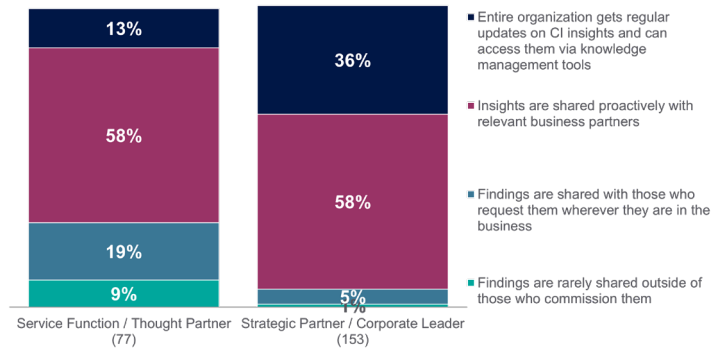 13%
58%
19%
9%
Service Function / Thought Partner
(77)
36%
58%
5%
1%
Strategic Partner / Corporate Leader
(153)
Entire organization gets regular
updates on CI insights and can
access them via knowledge
management tools
Insights are shared proactively with
relevant business partners
Findings are shared with those who
request them wherever they are in the
business
Findings are rarely shared outside of
those who commission them